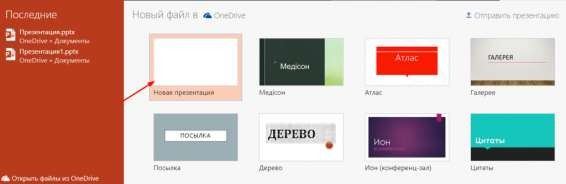 Последние
Презентация.pptx
OneDrive » Документы
Презентация1.pptx
OneDrive » Документы
Открыть файлы из OneDrive
Новый файл в OneDrive
Отправить презентацию
Новая презентация
Медісон
Медисон
Атлас
Атлас
ГАЛЕРЕЯ
Галерея
ПОСЫЛКА
Посылка
ДЕРЕВО
Дерево
Ион
Ион (конференц-зал)
Цитаты
Цитаты